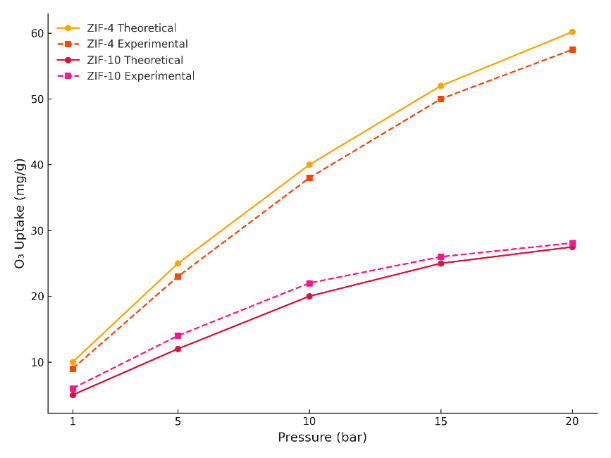 ZIF-4 Theoretical
ZIF-4 Experimental
ZIF-10 Theoretical
ZIF-10 Experimental
O₃ Uptake (mg/g)
60
50
40
30
20
10
1 5 10 15 20
Pressure (bar)